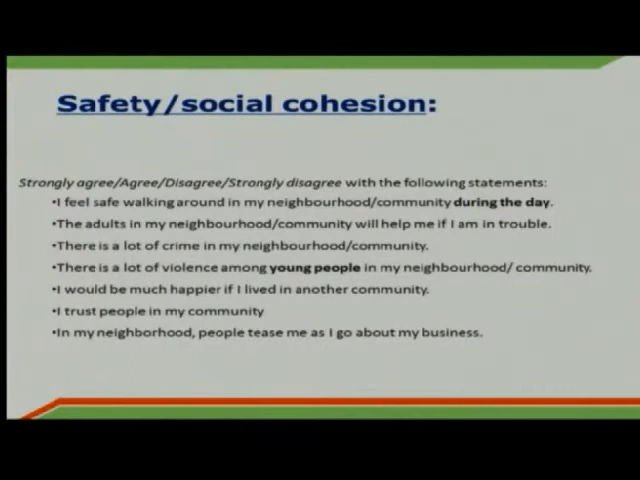 Safety/social cohesion:
Strongly agree/Agree/Disagree/Strongly disagree with the following statements:
•I feel safe walking around in my neighbourhood/community during the day.
•The adults in my neighbourhood/community will help me if I am in trouble.
•There is a lot of crime in my neighbourhood/community.
•There is a lot of violence among young people in my neighbourhood/ community.
•I would be much happier if I lived in another community.
•I trust people in my community
•In my neighborhood, people tease me as I go about my business.